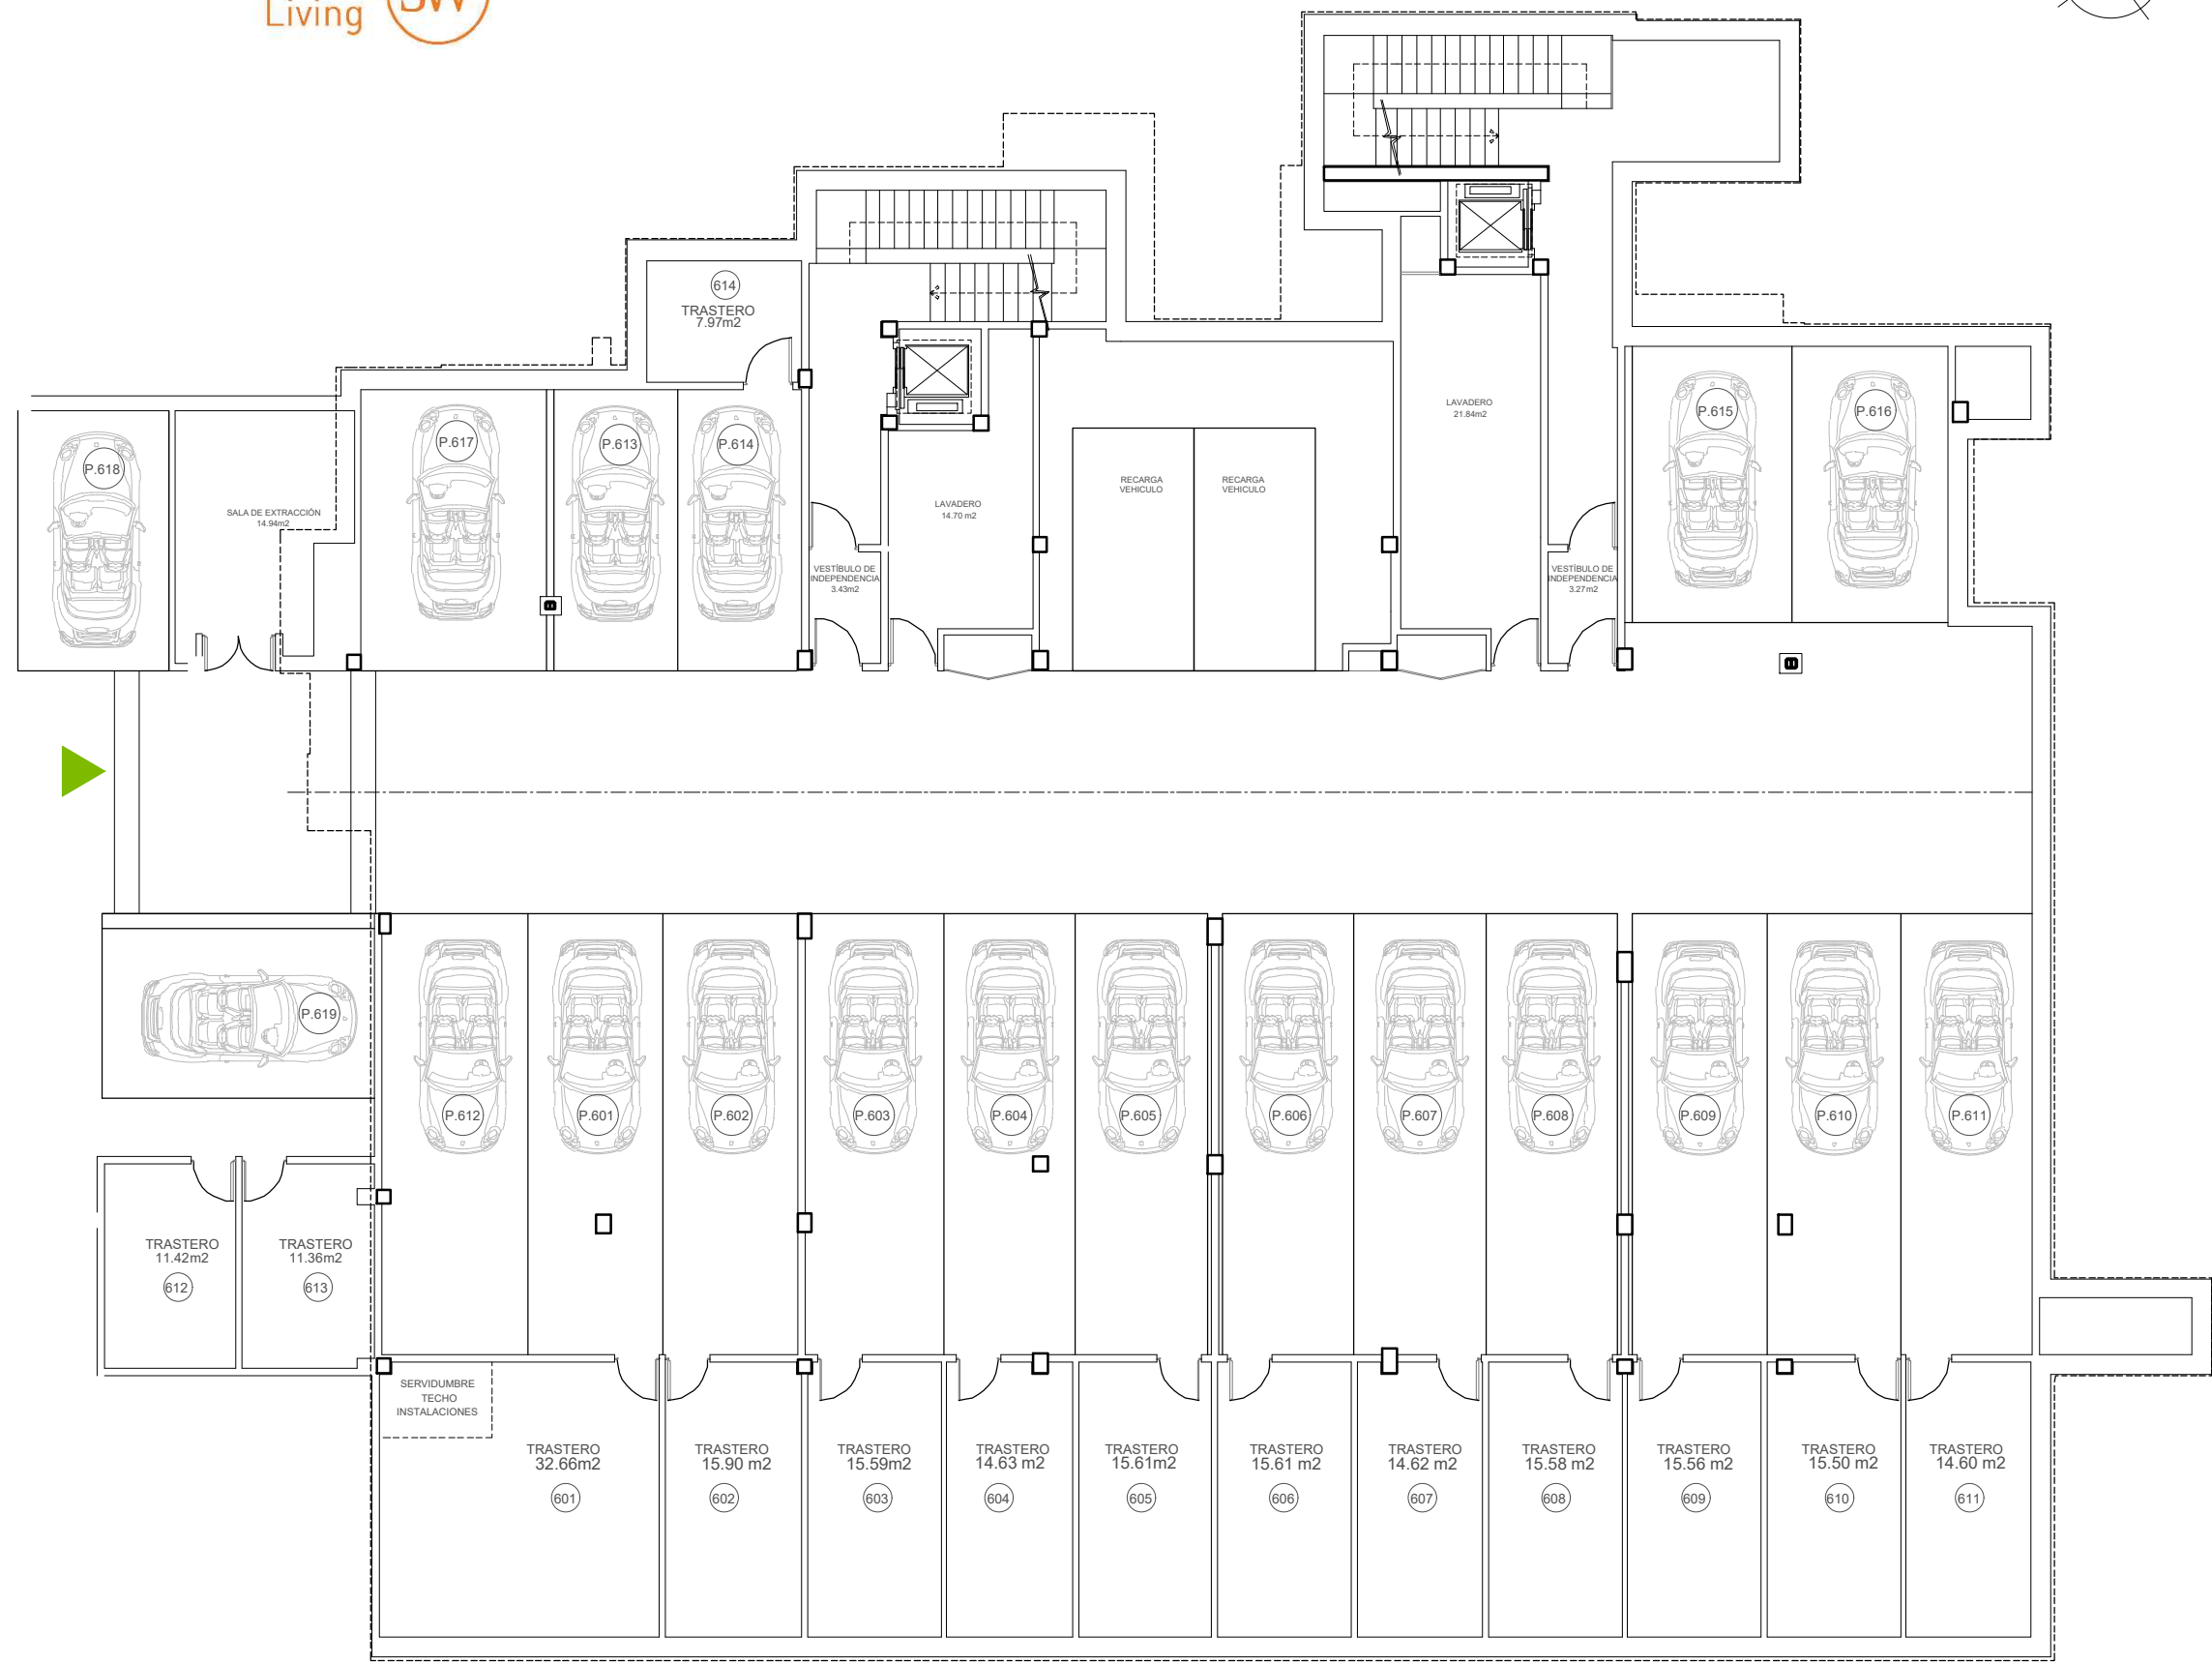 Living
SW
614
TRASTERO
7.97m2
P.618
SALA DE EXTRACCIÓN
14.94m2
P.617
P.613
P.614
LAVADERO
14.70 m2
VESTÍBULO DE
INDEPENDENCIA
3.43m2
RECARGA
VEHICULO
RECARGA
VEHICULO
LAVADERO
21.84m2
VESTÍBULO DE
INDEPENDENCIA
3.27m2
P.615
P.616
P.619
P.612
P.601
P.602
P.603
P.604
P.605
P.606
P.607
P.608
P.609
P.610
P.611
TRASTERO
11.42m2
612
TRASTERO
11.36m2
613
SERVIDUMBRE
TECHO
INSTALACIONES
TRASTERO
32.66m2
601
TRASTERO
15.90 m2
602
TRASTERO
15.59m2
603
TRASTERO
14.63 m2
604
TRASTERO
15.61m2
605
TRASTERO
15.61 m2
606
TRASTERO
14.62 m2
607
TRASTERO
15.58 m2
608
TRASTERO
15.56 m2
609
TRASTERO
15.50 m2
610
TRASTERO
14.60 m2
611